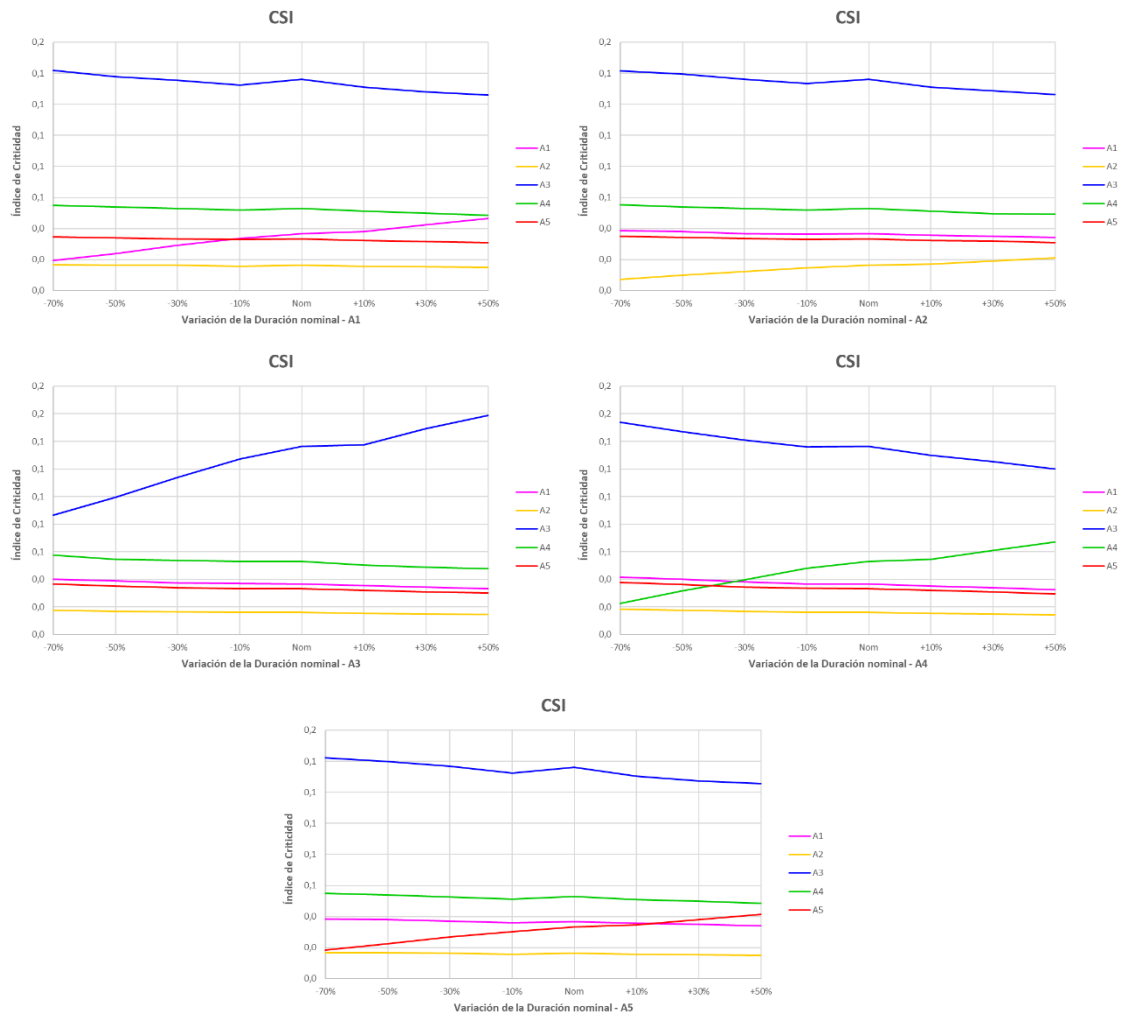 CSI
Índice de Criticidad
0,2
0,1
0,1
0,1
0,1
0,1
0,0
0,0
0,0
-70% -50% -30% -10% Nom +10% +30% +50%
Variación de la Duración nominal - A1
A1
A2
A3
A4
A5
CSI
Índice de Criticidad
0,2
0,1
0,1
0,1
0,1
0,1
0,0
0,0
0,0
-70% -50% -30% -10% Nom +10% +30% +50%
Variación de la Duración nominal - A2
A1
A2
A3
A4
A5
CSI
Índice de Criticidad
0,2
0,2
0,1
0,1
0,1
0,1
0,1
0,0
0,0
0,0
-70% -50% -30% -10% Nom +10% +30% +50%
Variación de la Duración nominal - A3
A1
A2
A3
A4
A5
CSI
Índice de Criticidad
0,2
0,2
0,1
0,1
0,1
0,1
0,1
0,0
0,0
0,0
-70% -50% -30% -10% Nom +10% +30% +50%
Variación de la Duración nominal - A4
A1
A2
A3
A4
A5
CSI
Índice de Criticidad
0,2
0,1
0,1
0,1
0,1
0,1
0,0
0,0
0,0
-70% -50% -30% -10% Nom +10% +30% +50%
Variación de la Duración nominal - A5
A1
A2
A3
A4
A5